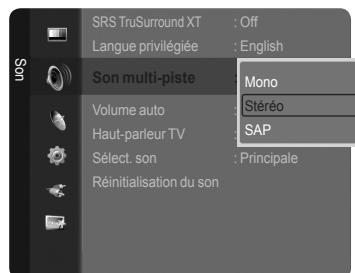 Son
SRS TruSurround XT : Off
Langue privilégiée : English
Son multi-piste :
Mono
Stéréo
SAP
Volume auto :
Haut-parleur TV :
Sélect. son : Principale
Réinitialisation du son